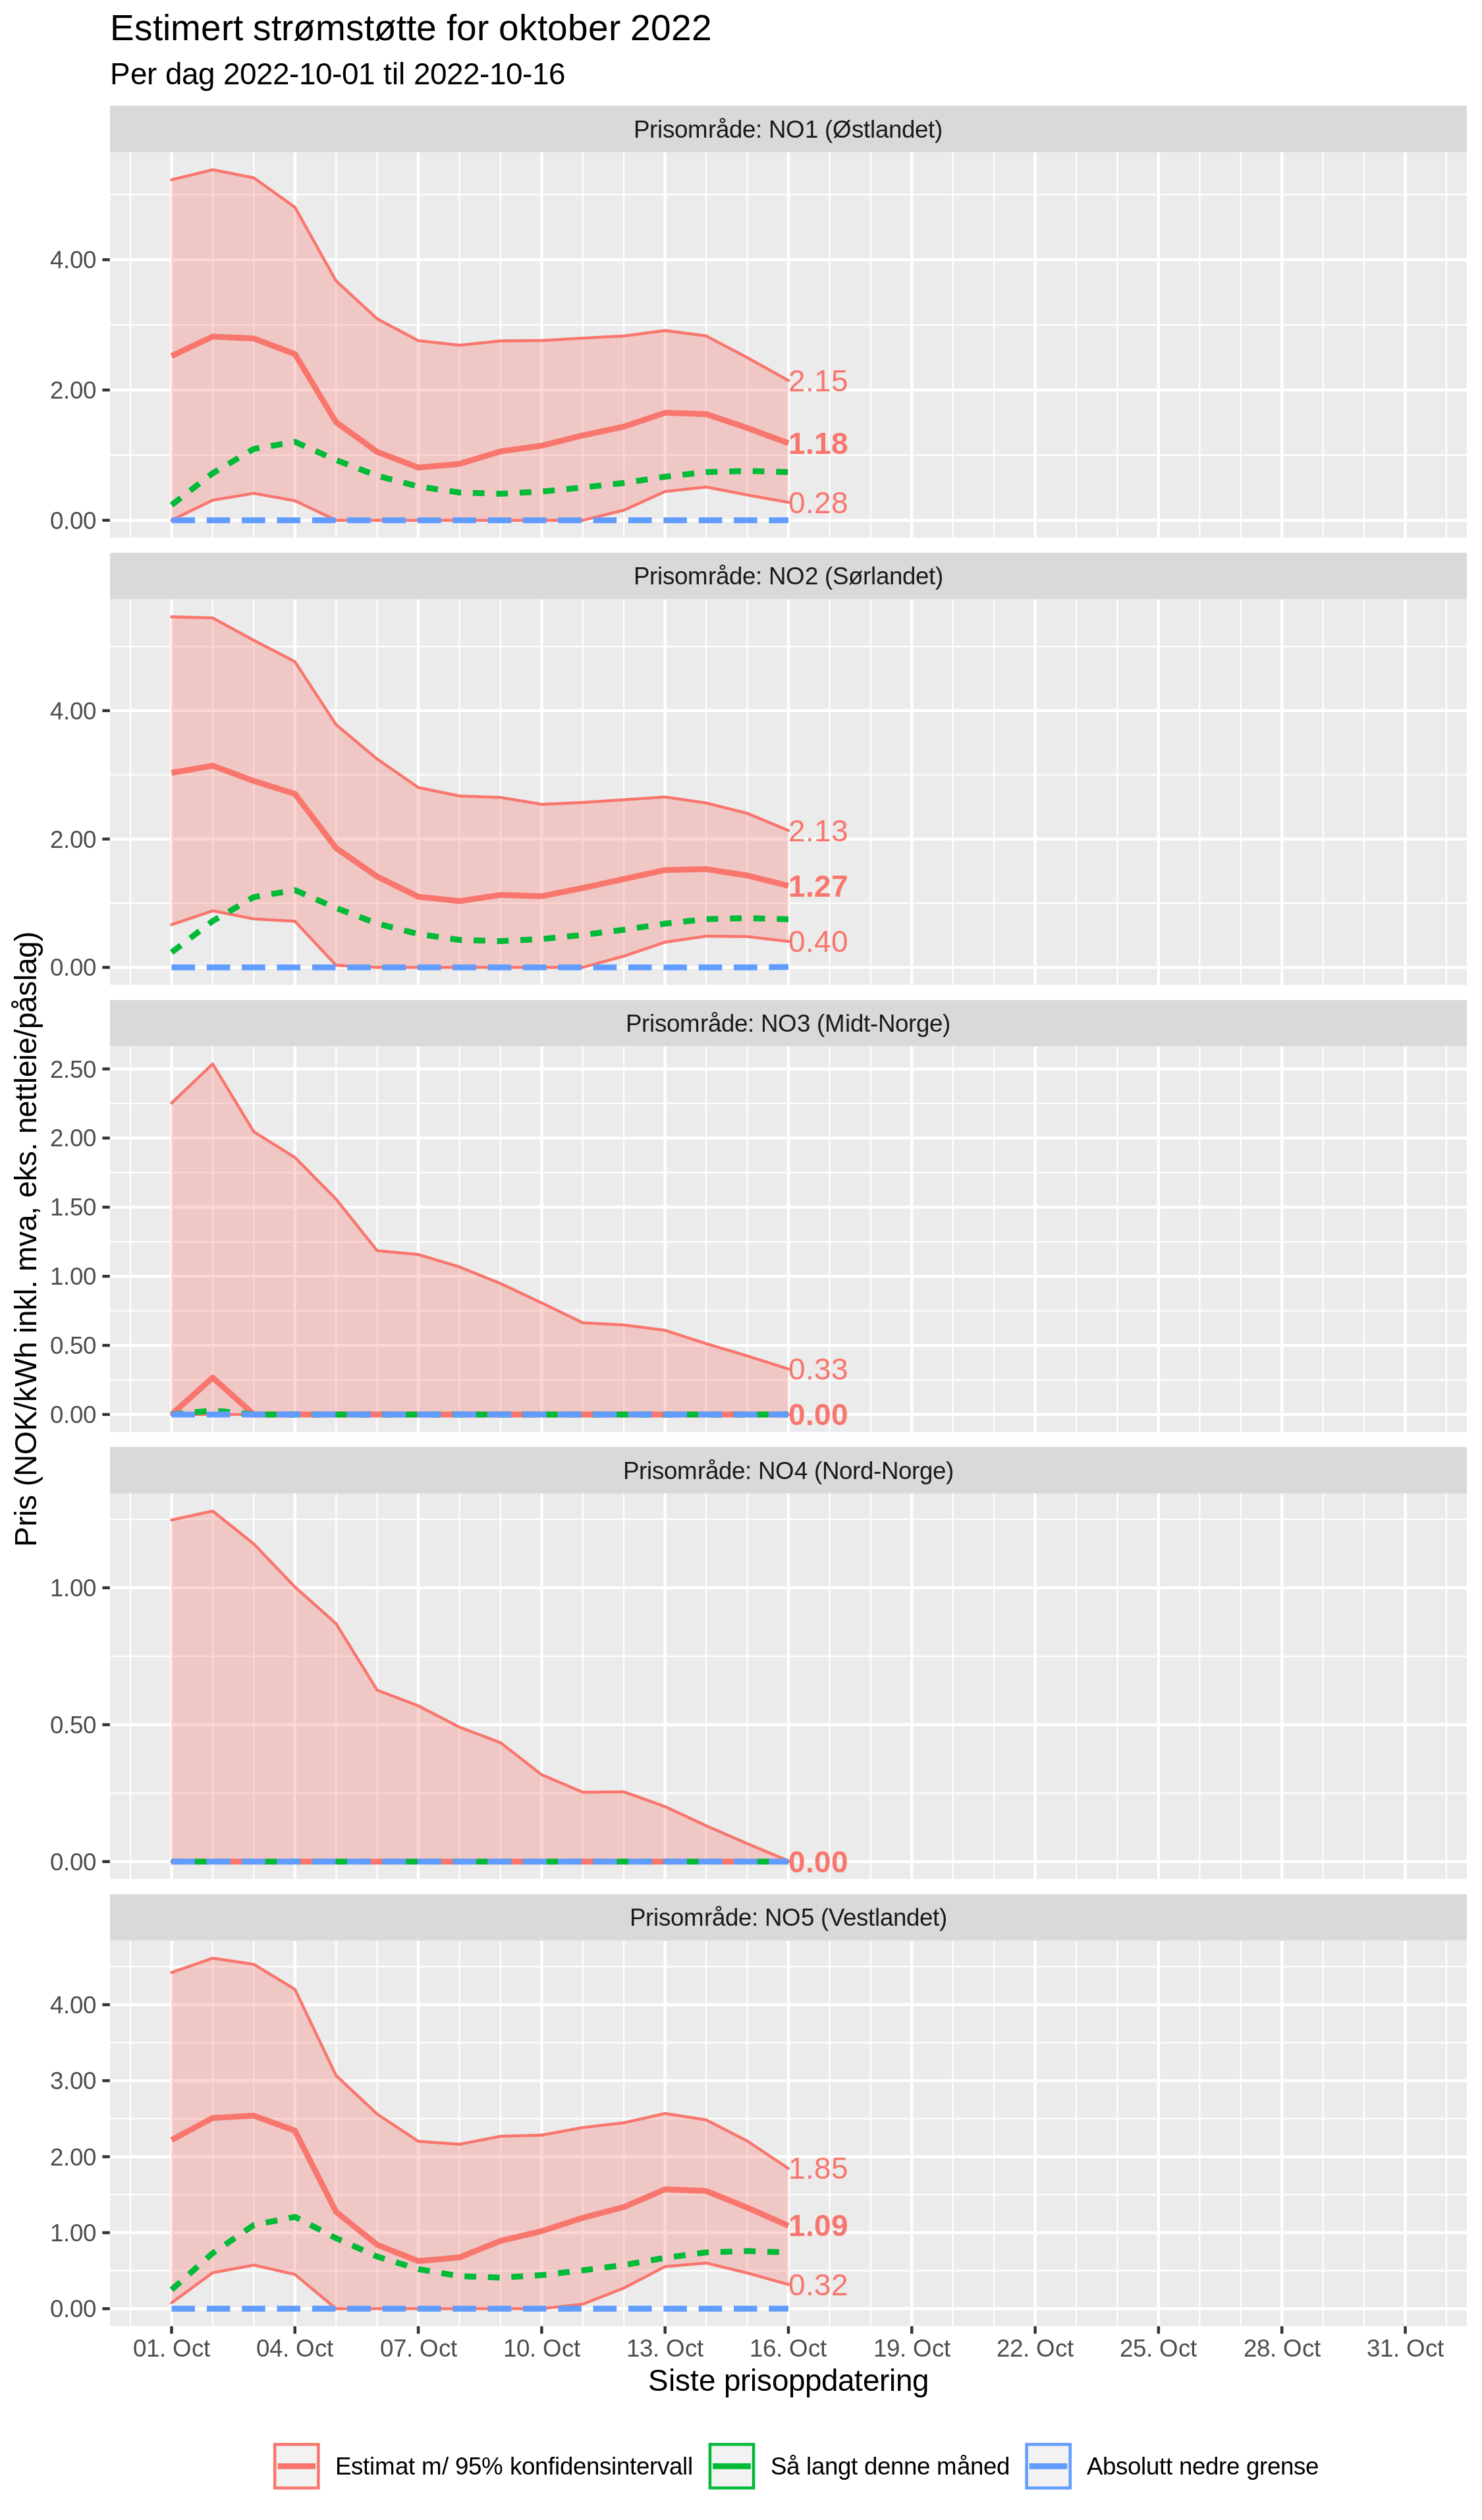 Estimert strømstøtte for oktober 2022
Per dag 2022-10-01 til 2022-10-16
Pris (NOK/kWh inkl. mva, eks. nettleie/påslag)
Prisområde: NO1 (Østlandet)
4.00
2.00
0.00
2.15
1.18
0.28
Prisområde: NO2 (Sørlandet)
4.00
2.00
0.00
2.13
1.27
0.40
Prisområde: NO3 (Midt-Norge)
2.50
2.00
1.50
1.00
0.50
0.00
0.33
0.00
Prisområde: NO4 (Nord-Norge)
1.00
0.50
0.00
0.00
Prisområde: NO5 (Vestlandet)
4.00
3.00
2.00
1.00
0.00
1.85
1.09
0.32
01. Oct 04. Oct 07. Oct 10. Oct 13. Oct 16. Oct 19. Oct 22. Oct 25. Oct 28. Oct 31. Oct
Siste prisoppdatering
Estimat m/ 95% konfidensintervall Så langt denne måned Absolutt nedre grense